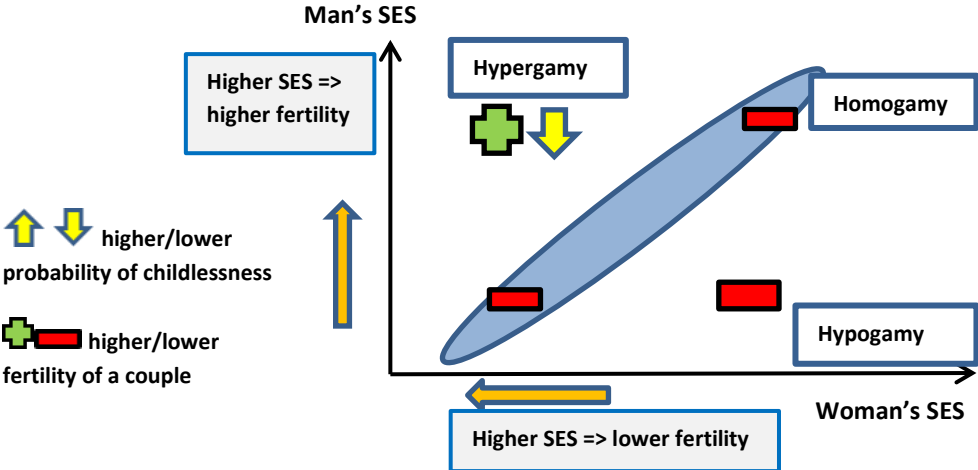 Man’s SES
Higher SES =>
higher fertility
Hypergamy
Homogamy
higher/lower
probability of childlessness
higher/lower
fertility of a couple
Hypogamy
Woman’s SES
Higher SES => lower fertility